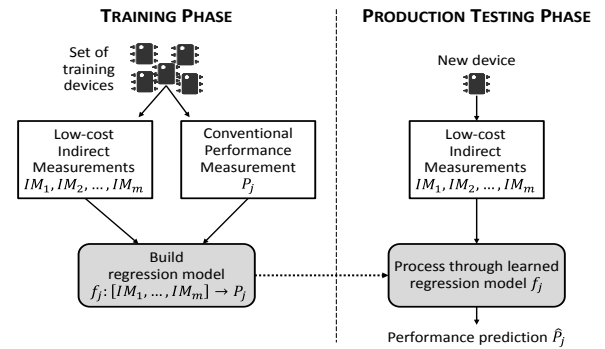 TRAINING PHASE
Set of
training
devices
Low-cost
Indirect
Measurements
IM₁, IM₂, ..., IMₘ
Conventional
Performance
Measurement
Pⱼ
Build
regression model
fⱼ: [IM₁, ..., IMₘ] → Pⱼ
PRODUCTION TESTING PHASE
New device
Low-cost
Indirect
Measurements
IM₁, IM₂, ..., IMₘ
Process through learned
regression model fⱼ
Performance prediction P̂ⱼ